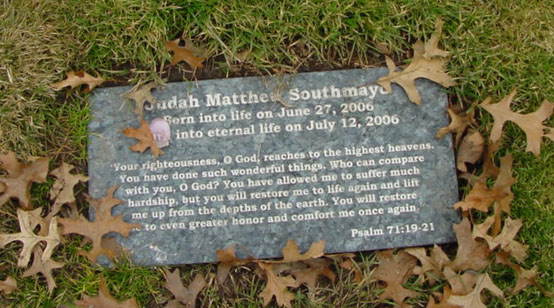 Judah Matthew Southmayd
Born into life on June 27, 2006
into eternal life on July 12, 2006
"Your righteousness, O God, reaches to the highest heavens.
You have done such wonderful things. Who can compare
with you, O God? You have allowed me to suffer much
hardship, but you will restore me to life again and lift
me up from the depths of the earth. You will restore
to even greater honor and comfort me once again.
Psalm 71:19-21